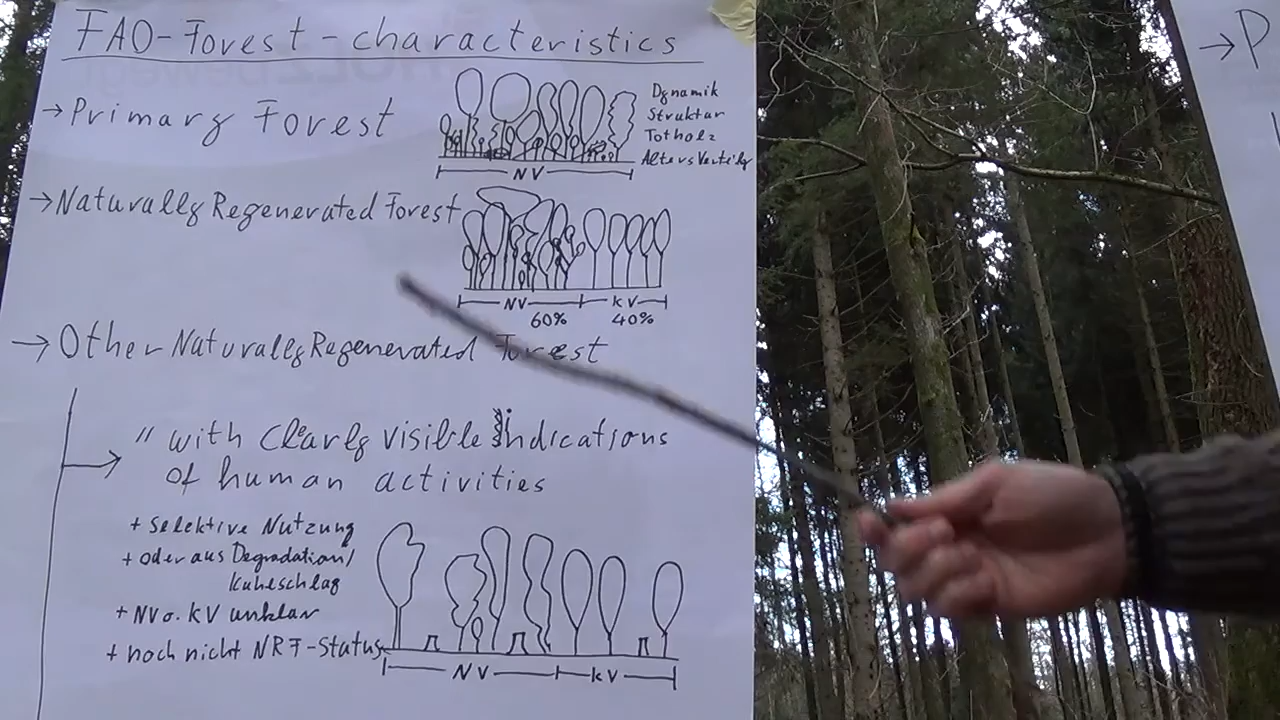 FAO-Forest-characteristics
→Primary Forest
Dynamik
Struktur
Totholz
Altersverteilg
NV
→Naturally Regenerated Forest
NV kV
60% 40%
→Other Naturally Regenerated Forest
→ " with Clearly visible indications
of human activities
+ selektive Nutzung
+ oder aus Degradation/
Kahlschlag
+ NV o. kV unklar
+ noch nicht NRF-Status
NV kV
→P